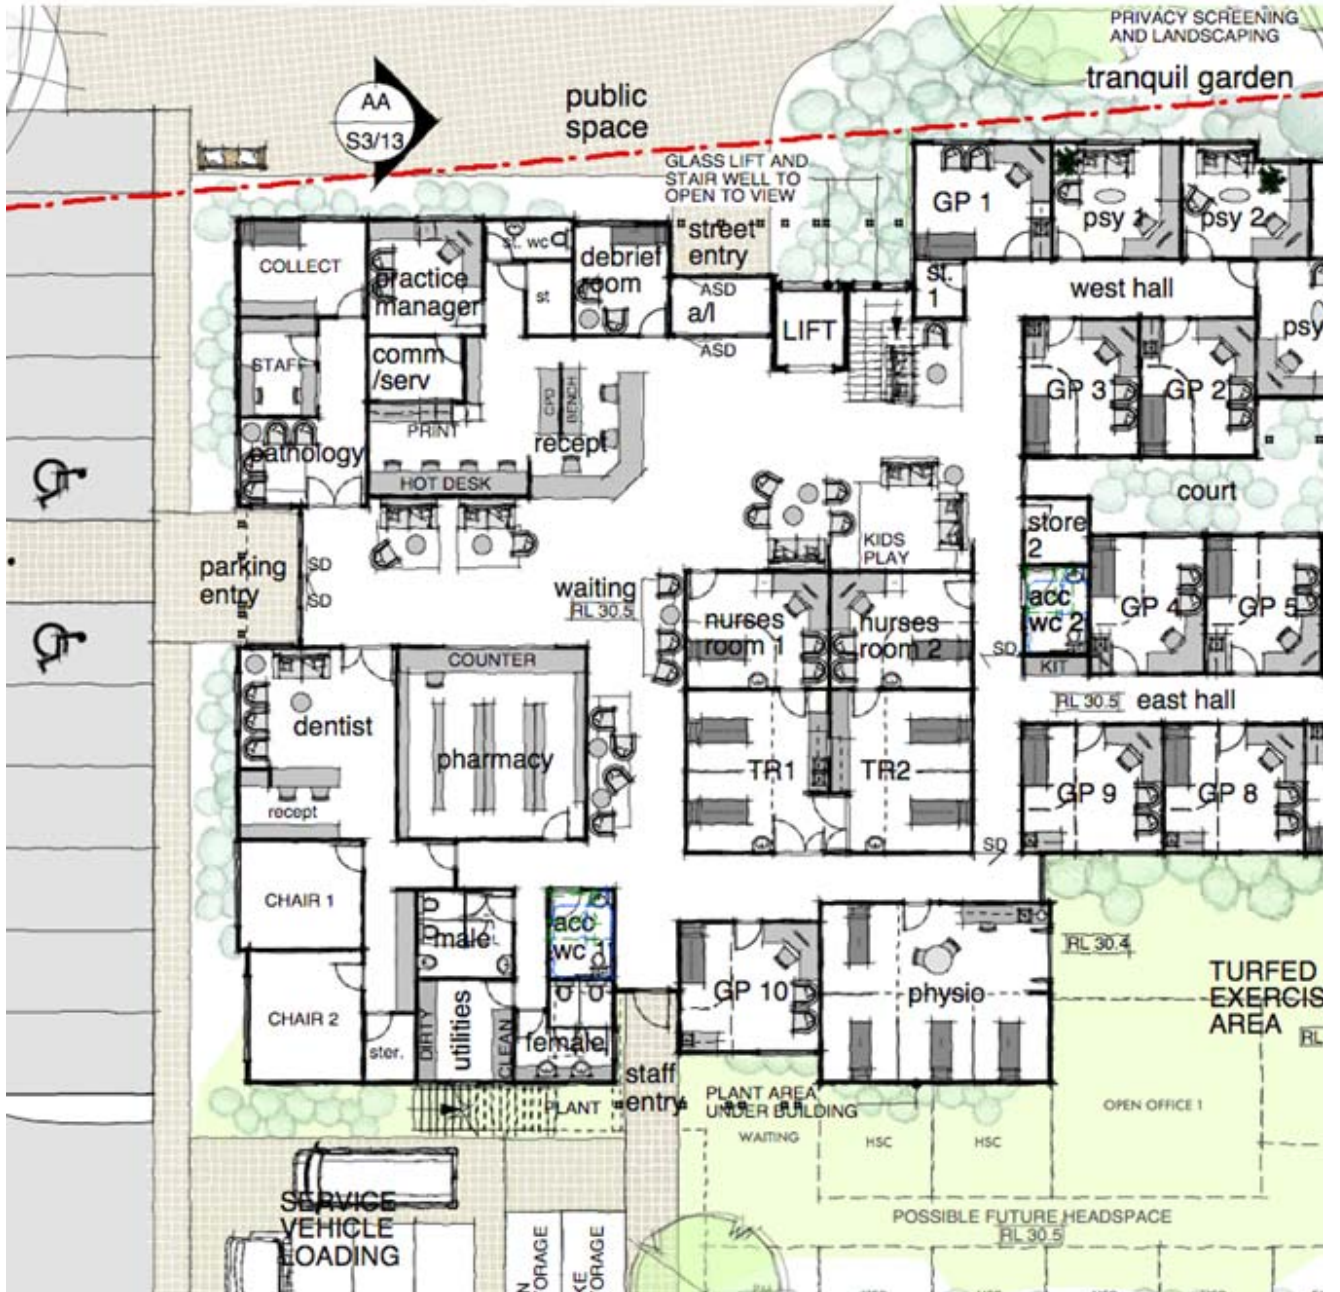 PRIVACY SCREENING
AND LANDSCAPING
tranquil garden
AA
S3/13
public
space
GLASS LIFT AND
STAIR WELL TO
OPEN TO VIEW
street
entry
GP 1
psy 1
psy 2
COLLECT
practice
manager
st. wc
st
debrief
room
ASD
a/l
ASD
LIFT
st.
1
west hall
psy
STAFF
comm
/serv
PRINT
CPD
BENCH
recept
GP 3
GP 2
pathology
HOT DESK
court
KIDS
PLAY
store
2
parking
entry
SD
SD
waiting
RL 30.5
nurses
room 1
nurses
room 2
acc
wc 2
GP 4
GP 5
SD
KIT
RL 30.5
east hall
COUNTER
dentist
pharmacy
TR1
TR2
GP 9
GP 8
recept
SD
CHAIR 1
male
acc
wc
GP 10
physio
RL 30.4
TURFED
EXERCIS
AREA
RL
CHAIR 2
ster.
DIRTY
utilities
CLEAN
female
staff
entry
PLANT
PLANT AREA
UNDER BUILDING
WAITING
HSC
HSC
OPEN OFFICE 1
SERVICE
VEHICLE
LOADING
POSSIBLE FUTURE HEADSPACE
RL 30.5
N
TORAGE
KE
ORAGE